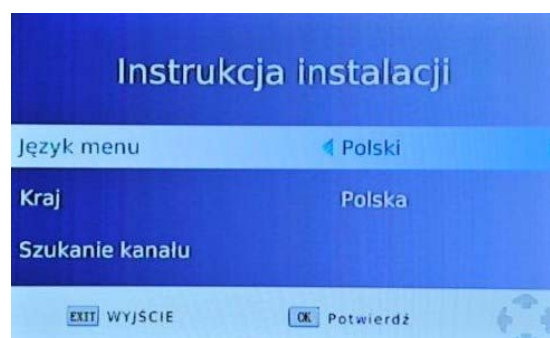 Instrukcja instalacji
Język menu Polski
Kraj Polska
Szukanie kanału
EXIT WYJŚCIE OK Potwierdź